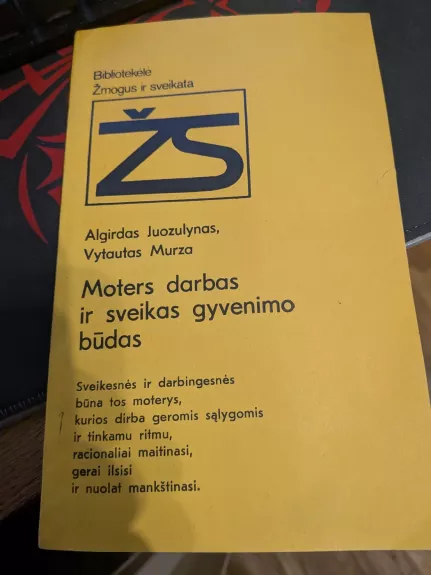 Bibliotekėlė
Žmogus ir sveikata
ŽS
Algirdas Juozulynas,
Vytautas Murza
Moters darbas
ir sveikas gyvenimo
būdas
Sveikesnės ir darbingesnės
būna tos moterys,
kurios dirba geromis sąlygomis
ir tinkamu ritmu,
racionaliai maitinasi,
gerai ilsisi
ir nuolat mankštinasi.